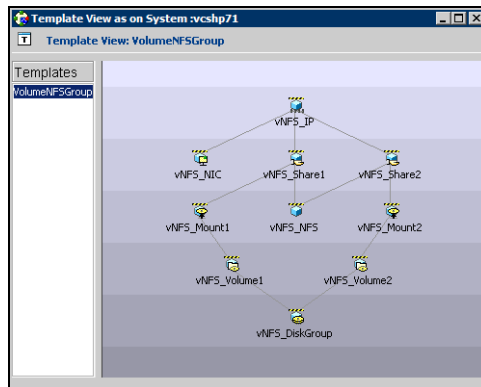 Template View as on System :vcshp71
Template View: VolumeNFSGroup
Templates
VolumeNFSGroup
vNFS_IP
vNFS_NIC vNFS_Share1 vNFS_Share2
vNFS_Mount1 vNFS_NFS vNFS_Mount2
vNFS_Volume1 vNFS_Volume2
vNFS_DiskGroup